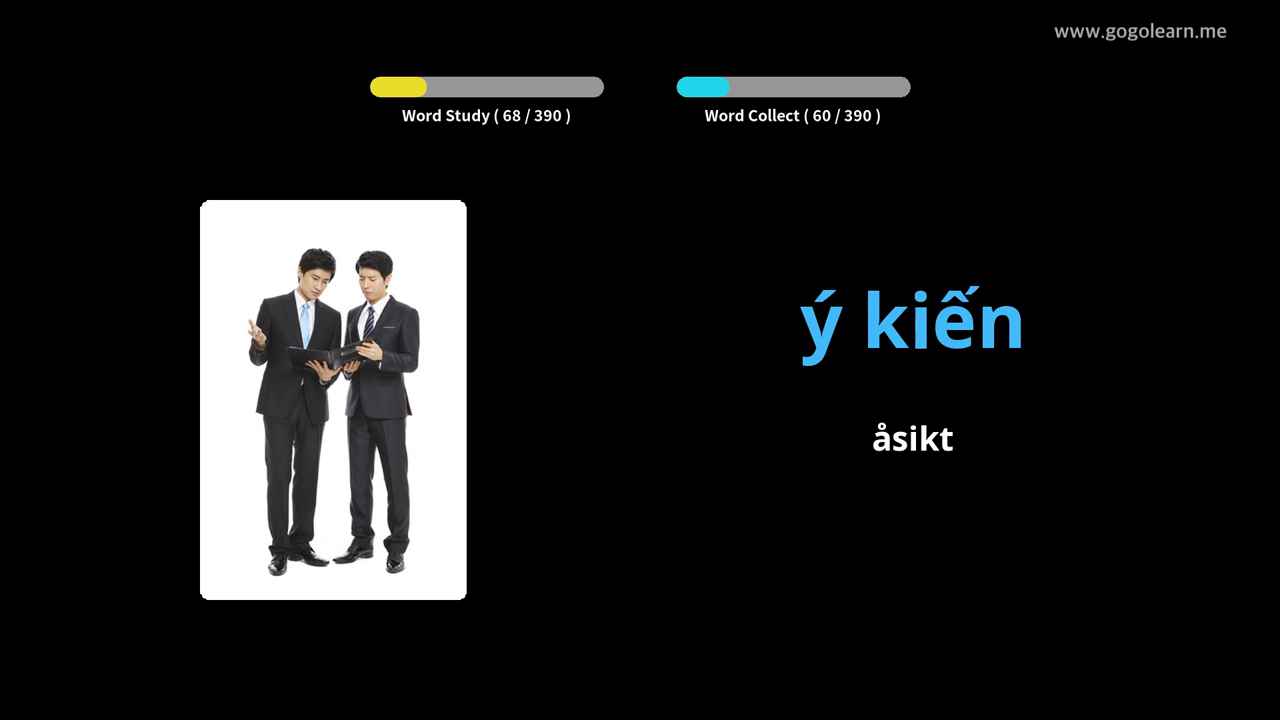 www.gogolearn.me
Word Study ( 68 / 390 )
Word Collect ( 60 / 390 )
ý kiến
åsikt